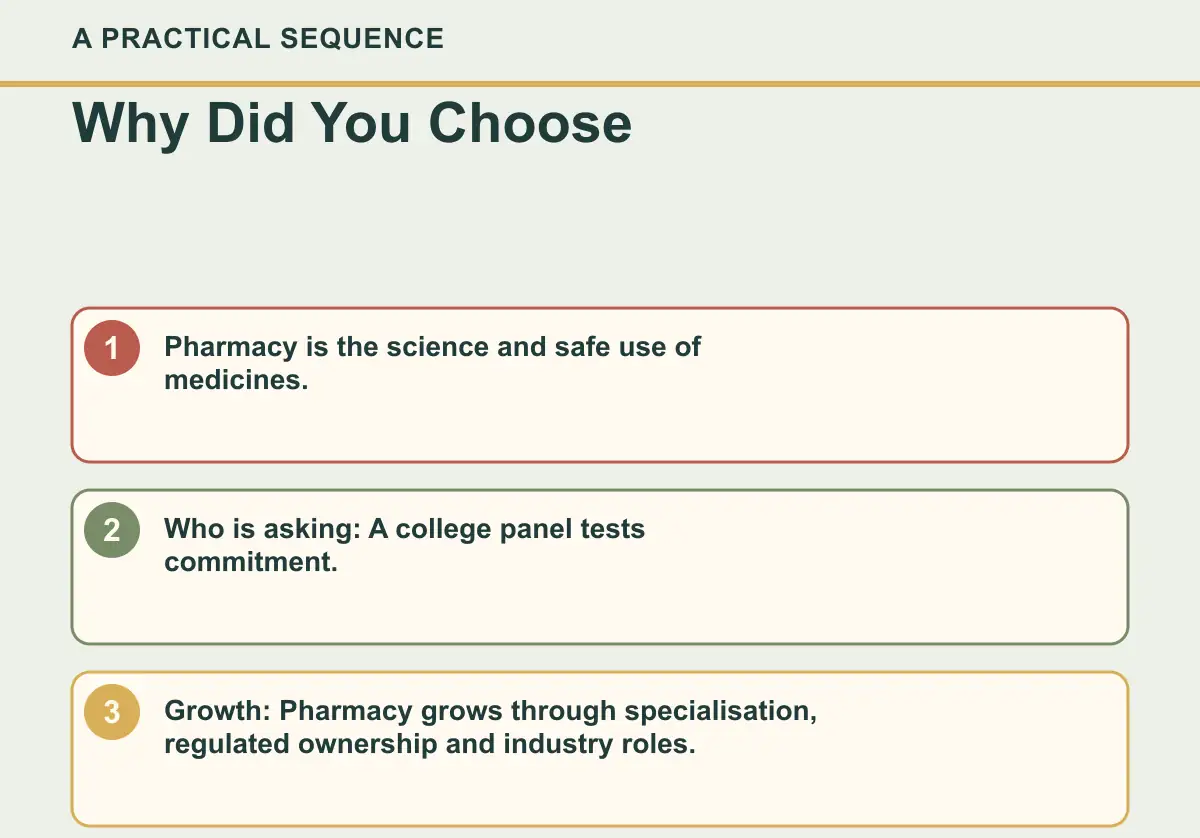 A PRACTICAL SEQUENCE
Why Did You Choose
1
Pharmacy is the science and safe use of
medicines.
2
Who is asking: A college panel tests
commitment.
3
Growth: Pharmacy grows through specialisation,
regulated ownership and industry roles.